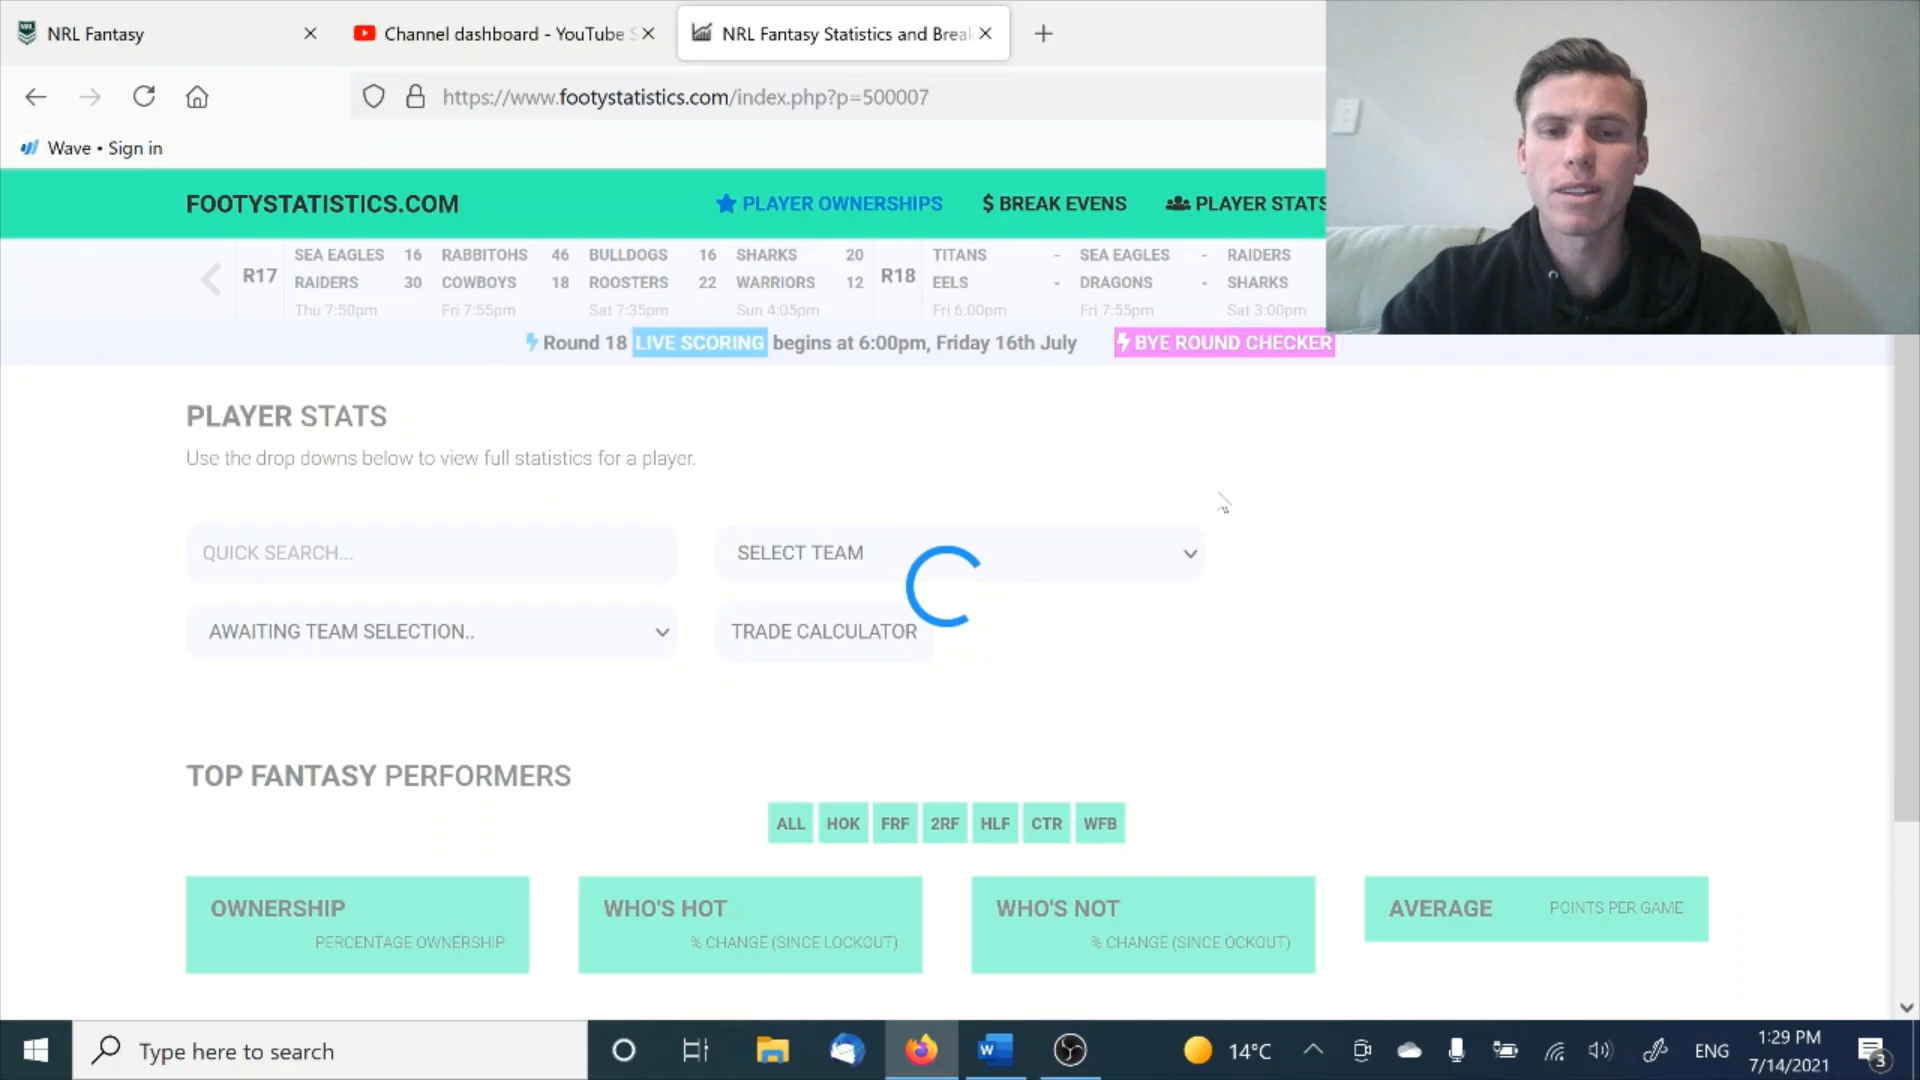 NRL Fantasy
Channel dashboard - YouTube S
NRL Fantasy Statistics and Break
https://www.footystatistics.com/index.php?p=500007
Wave • Sign in
FOOTYSTATISTICS.COM
PLAYER OWNERSHIPS
$ BREAK EVENS
PLAYER STATS
R17
SEA EAGLES 16
RAIDERS 30
Thu 7:50pm
RABBITOHS 46
COWBOYS 18
Fri 7:55pm
BULLDOGS 16
ROOSTERS 22
Sat 7:35pm
SHARKS 20
WARRIORS 12
Sun 4:05pm
R18
TITANS -
EELS -
Fri 6:00pm
SEA EAGLES -
DRAGONS -
Fri 7:55pm
RAIDERS
SHARKS
Sat 3:00pm
Round 18 LIVE SCORING begins at 6:00pm, Friday 16th July
BYE ROUND CHECKER
PLAYER STATS
Use the drop downs below to view full statistics for a player.
QUICK SEARCH...
SELECT TEAM
AWAITING TEAM SELECTION..
TRADE CALCULATOR
TOP FANTASY PERFORMERS
ALL HOK FRF 2RF HLF CTR WFB
OWNERSHIP
PERCENTAGE OWNERSHIP
WHO'S HOT
% CHANGE (SINCE LOCKOUT)
WHO'S NOT
% CHANGE (SINCE OCKOUT)
AVERAGE
POINTS PER GAME
Type here to search
14°C
ENG
1:29 PM
7/14/2021
3